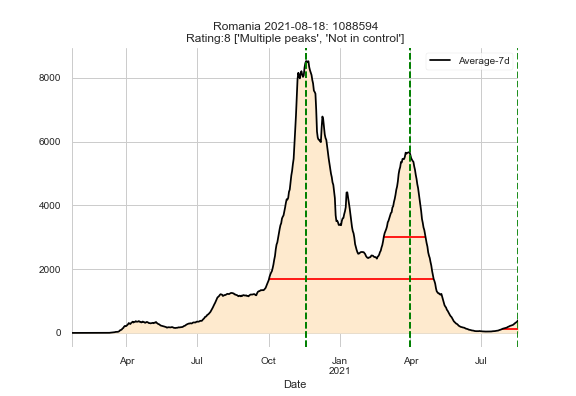 Romania 2021-08-18: 1088594
Rating:8 ['Multiple peaks', 'Not in control']
Average-7d
8000
6000
4000
2000
0
Apr Jul Oct Jan Apr Jul
2021
Date